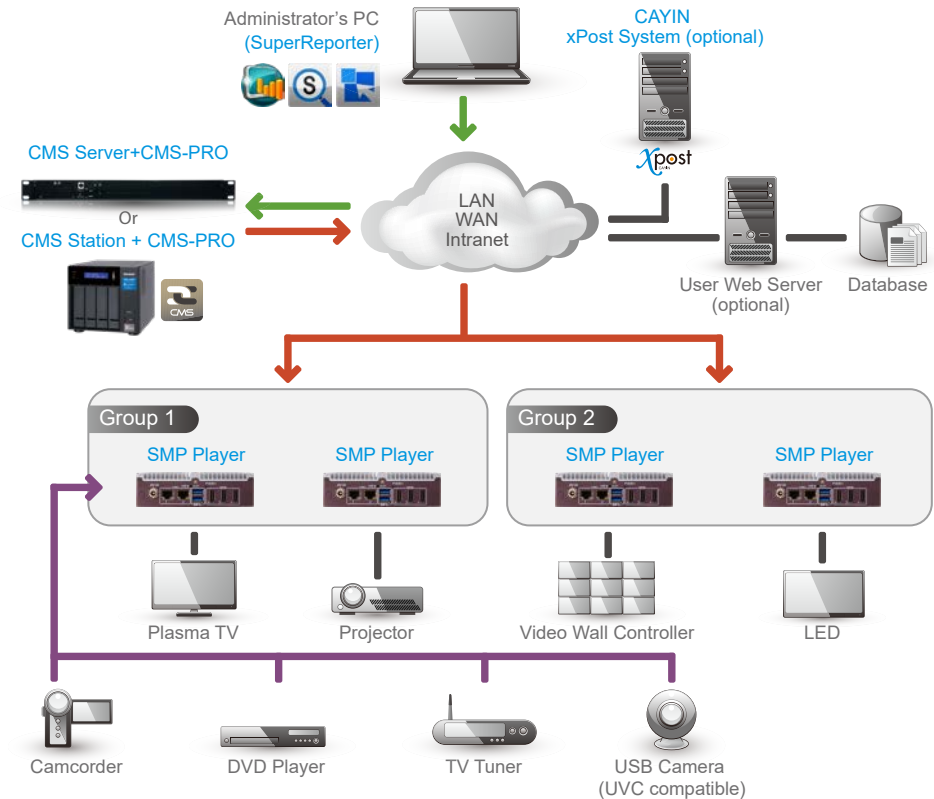 Administrator's PC
(SuperReporter)
S
CAYIN
xPost System (optional)
Xpost
CAYIN
CMS Server+CMS-PRO
Or
CMS Station + CMS-PRO
CMS
LAN
WAN
Intranet
User Web Server
(optional)
Database
Group 1
SMP Player
SMP Player
Group 2
SMP Player
SMP Player
Plasma TV
Projector
Video Wall Controller
LED
Camcorder
DVD Player
TV Tuner
USB Camera
(UVC compatible)